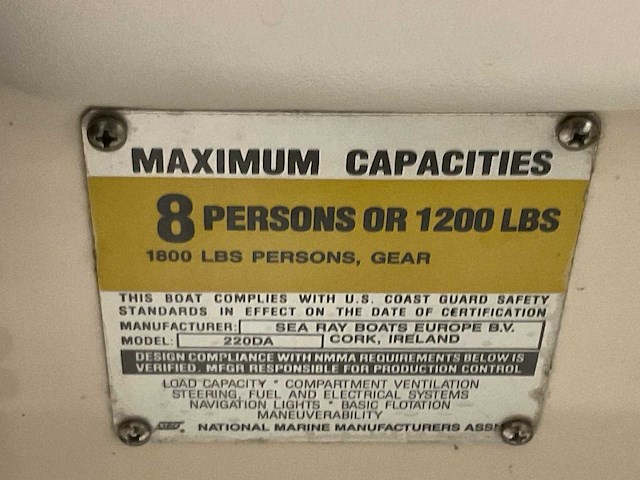 MAXIMUM CAPACITIES
8 PERSONS OR 1200 LBS
1800 LBS PERSONS, GEAR
THIS BOAT COMPLIES WITH U.S. COAST GUARD SAFETY
STANDARDS IN EFFECT ON THE DATE OF CERTIFICATION
MANUFACTURER: SEA RAY BOATS EUROPE B.V.
MODEL: 220DA CORK, IRELAND
DESIGN COMPLIANCE WITH NMMA REQUIREMENTS BELOW IS
VERIFIED. MFGR RESPONSIBLE FOR PRODUCTION CONTROL
LOAD CAPACITY * COMPARTMENT VENTILATION
STEERING, FUEL AND ELECTRICAL SYSTEMS
NAVIGATION LIGHTS * BASIC FLOTATION
MANEUVERABILITY
NATIONAL MARINE MANUFACTURERS ASSN